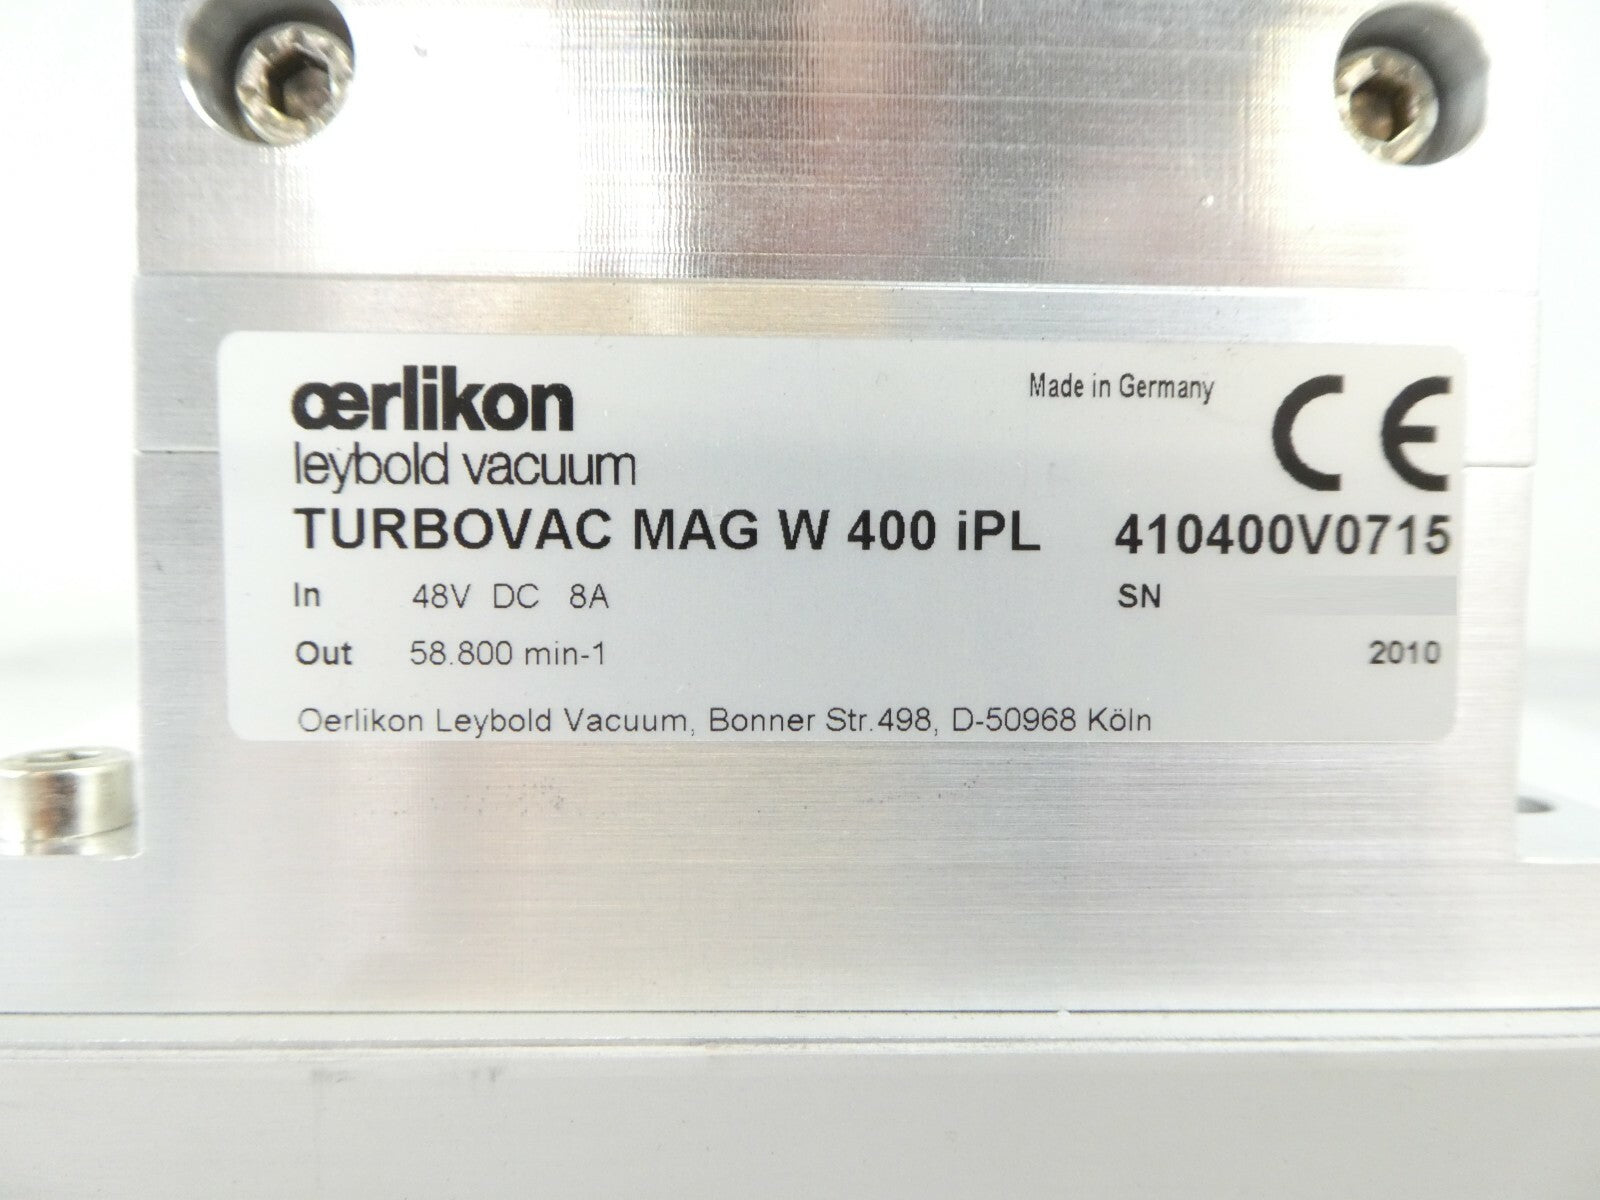 œrlikon
leybold vacuum
Made in Germany
CE
TURBOVAC MAG W 400 iPL 410400V0715
In 48V DC 8A SN
Out 58.800 min-1 2010
Oerlikon Leybold Vacuum, Bonner Str.498, D-50968 Köln